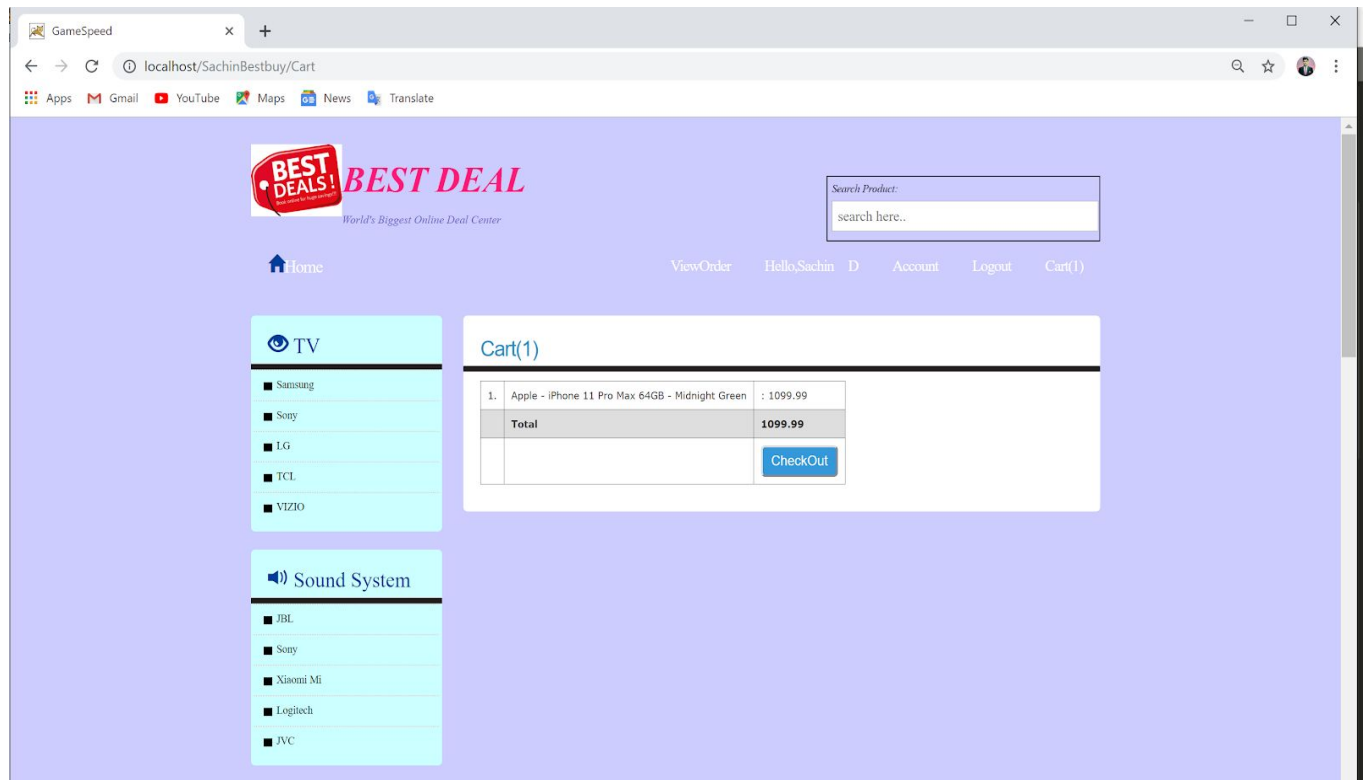 GameSpeed
localhost/SachinBestbuy/Cart
Apps Gmail YouTube Maps News Translate
BEST
DEALS!
BEST DEAL
World's Biggest Online Deal Center
Search Product:
search here..
Home ViewOrder Hello,Sachin D Account Logout Cart(1)
TV
Samsung
Sony
LG
TCL
VIZIO
Sound System
JBL
Sony
Xiaomi Mi
Logitech
JVC
Cart(1)
1. Apple - iPhone 11 Pro Max 64GB - Midnight Green : 1099.99
Total 1099.99
CheckOut